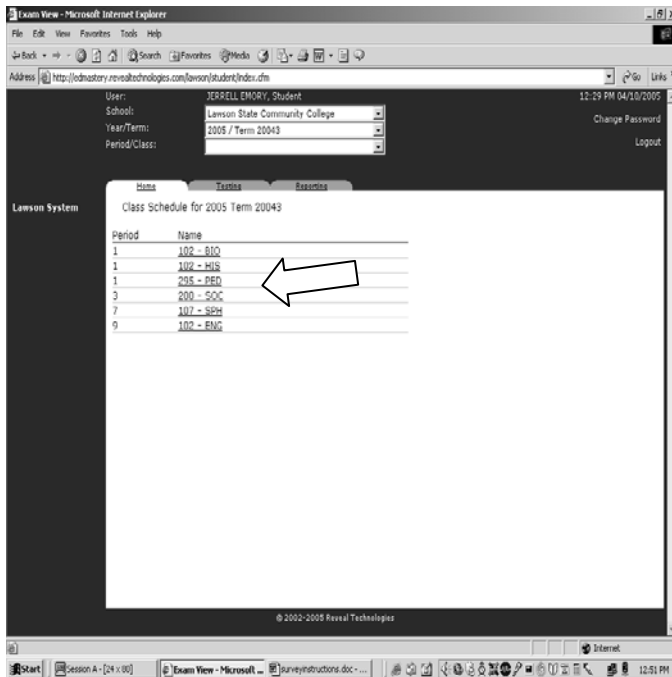 Exam View - Microsoft Internet Explorer
File Edit View Favorites Tools Help
Back Search Favorites Media
Address http://edmastery.revealtechnologies.com/lawson/student/index.cfm Go Links
User: JERRELL EMORY, Student 12:29 PM 04/10/2005
School: Lawson State Community College Change Password
Year/Term: 2005 / Term 20043
Period/Class: Logout
Home Testing Reporting
Lawson System Class Schedule for 2005 Term 20043
Period Name
1 102 - BIO
1 102 - HIS
1 295 - PED
3 200 - SOC
7 107 - SPH
9 102 - ENG
© 2002-2005 Reveal Technologies
Internet
Start Session A - [24 x 80] Exam View - Microsoft ... surveyinstructions.doc - ... 12:51 PM